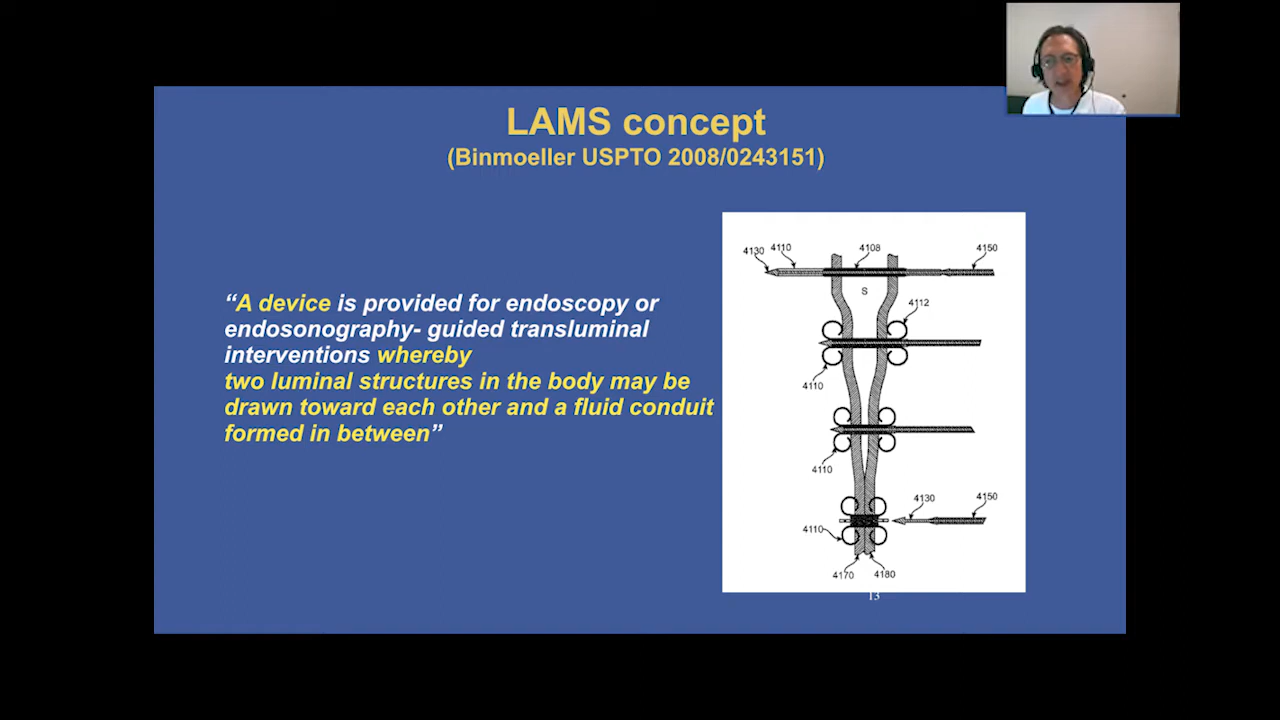 LAMS concept
(Binmoeller USPTO 2008/0243151)
“A device is provided for endoscopy or
endosonography- guided transluminal
interventions whereby
two luminal structures in the body may be
drawn toward each other and a fluid conduit
formed in between”
4130 4110 4108 4150
S
4112
4110
4110
4130 4150
4110
4170 4180
13